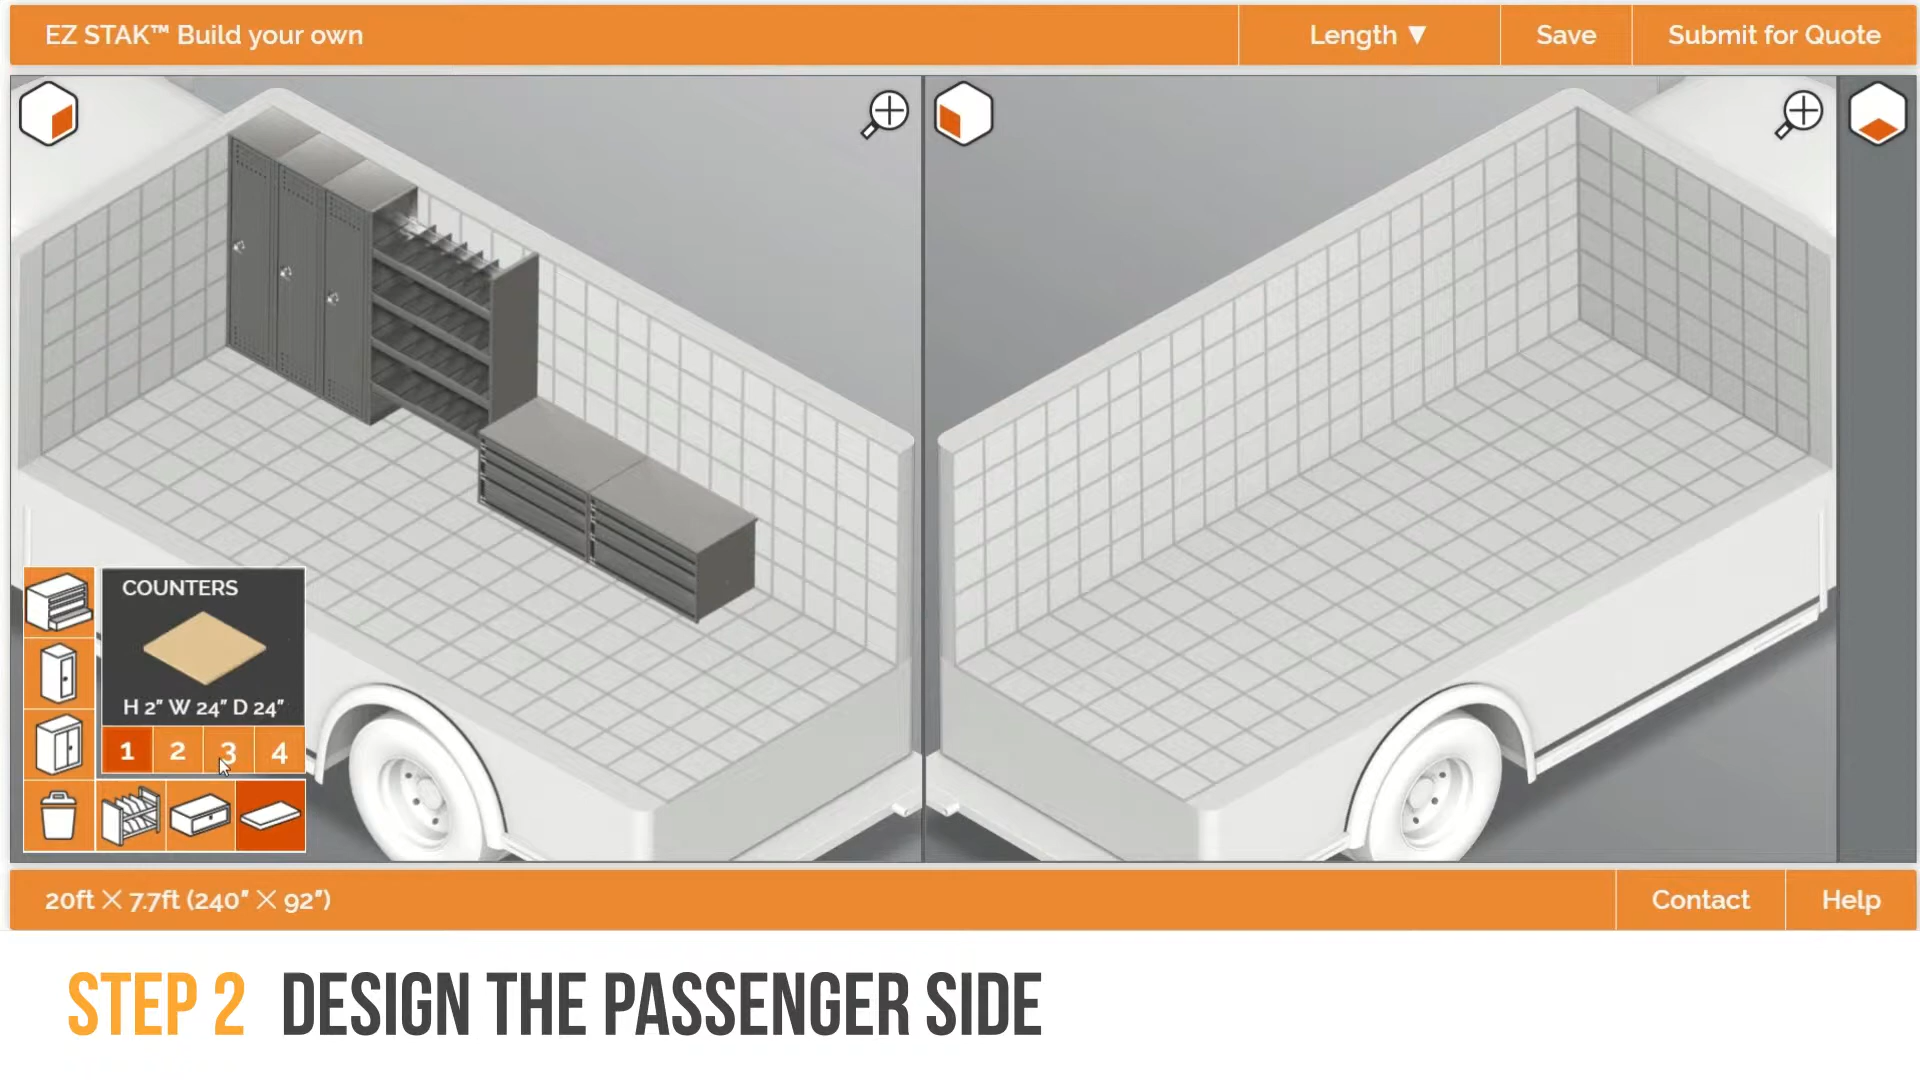 EZ STAK™ Build your own
Length ▼
Save
Submit for Quote
COUNTERS
H 2” W 24” D 24”
1 2 3 4
20ft X 7.7ft (240” X 92”)
Contact
Help
STEP 2 DESIGN THE PASSENGER SIDE